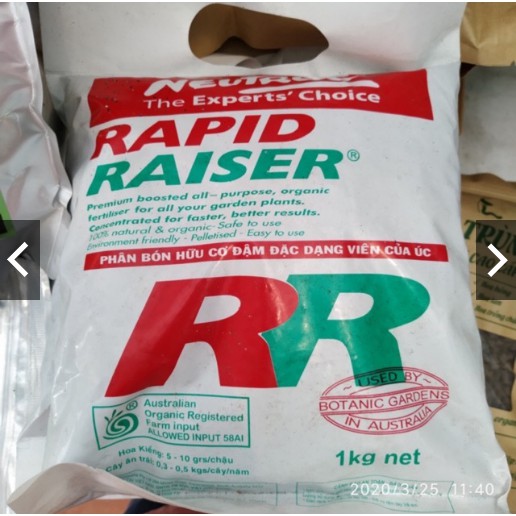 The Experts' Choice
RAPID
RAISER®
Premium boosted all-purpose, organic
fertiliser for all your garden plants.
Concentrated for faster, better results.
100% natural & organic· Safe to use
Environment friendly · Pelletised · Easy to use
PHÂN BÓN HỮU CƠ ĐẬM ĐẶC DẠNG VIÊN CỦA ÚC
RR
Australian
Organic Registered
Farm input
ALLOWED INPUT 58AI
USED BY
BOTANIC GARDENS
IN AUSTRALIA
Hoa Kiểng: 5 - 10 grs/chậu
Cây ăn trái: 0,3 - 0,5 kgs/cây/năm
1kg net
2020/3/25, 11:40
TRÙN